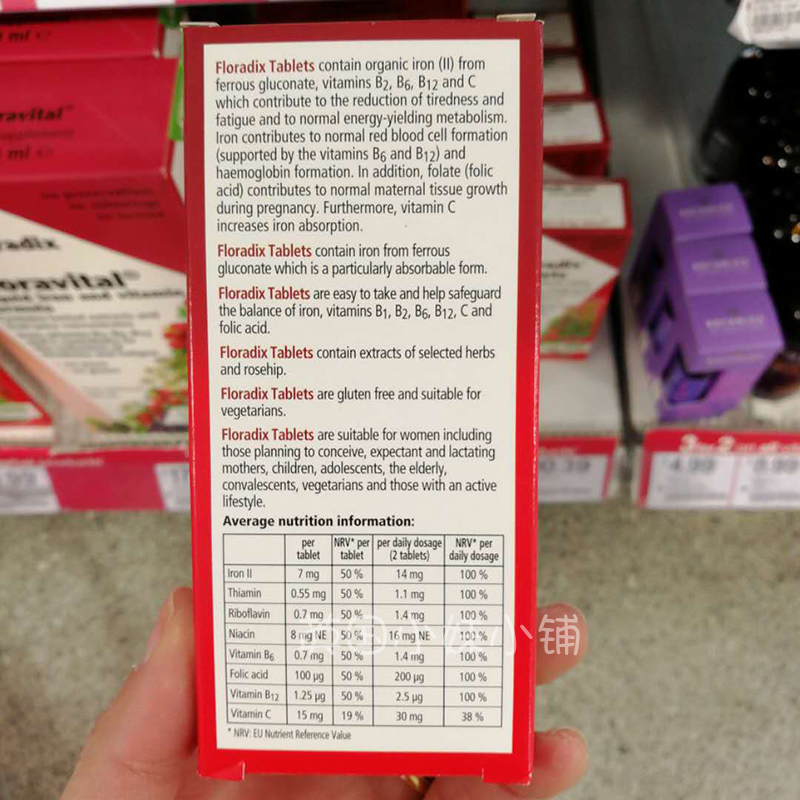 Floradix Tablets contain organic iron (II) from
ferrous gluconate, vitamins B2, B6, B12 and C
which contribute to the reduction of tiredness and
fatigue and to normal energy-yielding metabolism.
Iron contributes to normal red blood cell formation
(supported by the vitamins B6 and B12) and
haemoglobin formation. In addition, folate (folic
acid) contributes to normal maternal tissue growth
during pregnancy. Furthermore, vitamin C
increases iron absorption.
Floradix Tablets contain iron from ferrous
gluconate which is a particularly absorbable form.
Floradix Tablets are easy to take and help safeguard
the balance of iron, vitamins B1, B2, B6, B12, C and
folic acid.
Floradix Tablets contain extracts of selected herbs
and rosehip.
Floradix Tablets are gluten free and suitable for
vegetarians.
Floradix Tablets are suitable for women including
those planning to conceive, expectant and lactating
mothers, children, adolescents, the elderly,
convalescents, vegetarians and those with an active
lifestyle.
Average nutrition information:
per tablet NRV* per tablet per daily dosage (2 tablets) NRV* per daily dosage
Iron II 7 mg 50 % 14 mg 100 %
Thiamin 0.55 mg 50 % 1.1 mg 100 %
Riboflavin 0.7 mg 50 % 1.4 mg 100 %
Niacin 8 mg NE 50 % 16 mg NE 100 %
Vitamin B6 0.7 mg 50 % 1.4 mg 100 %
Folic acid 100 µg 50 % 200 µg 100 %
Vitamin B12 1.25 µg 50 % 2.5 µg 100 %
Vitamin C 15 mg 19 % 30 mg 38 %
* NRV: EU Nutrient Reference Value
小妹小铺
ml
ravital
ml
radix
oravital®
4.99